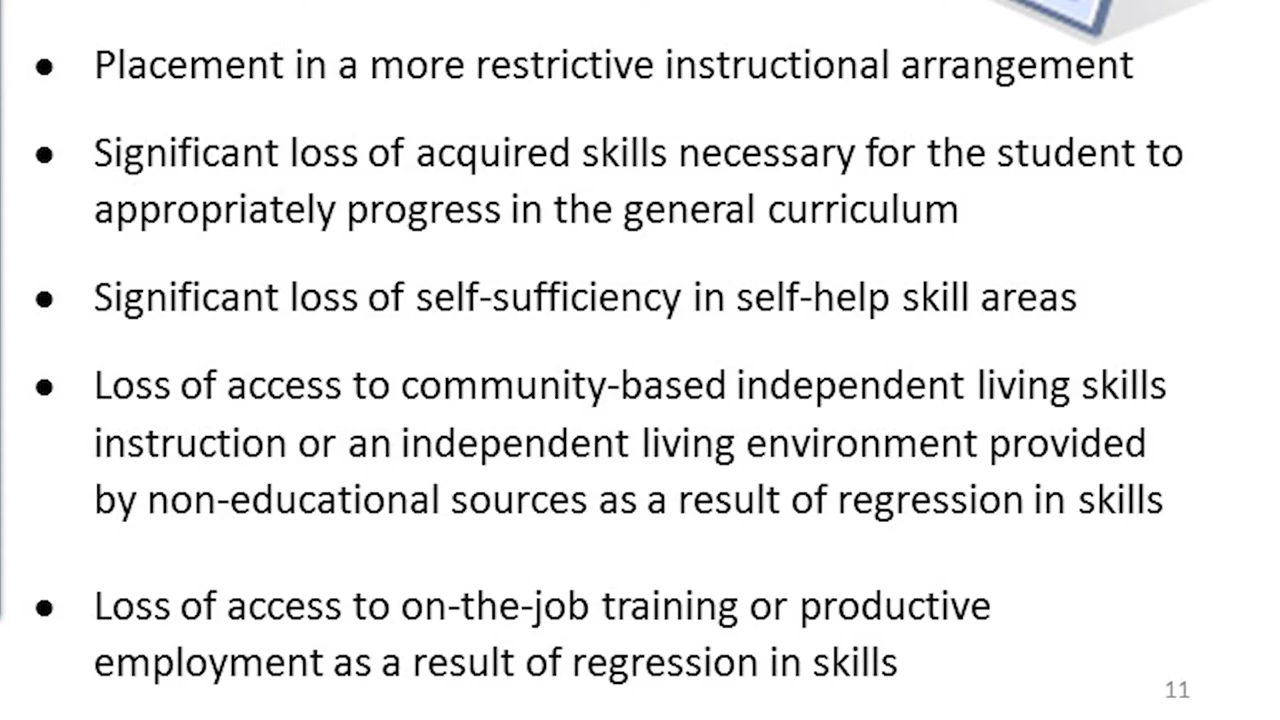 • Placement in a more restrictive instructional arrangement
• Significant loss of acquired skills necessary for the student to
appropriately progress in the general curriculum
• Significant loss of self-sufficiency in self-help skill areas
• Loss of access to community-based independent living skills
instruction or an independent living environment provided
by non-educational sources as a result of regression in skills
• Loss of access to on-the-job training or productive
employment as a result of regression in skills
11